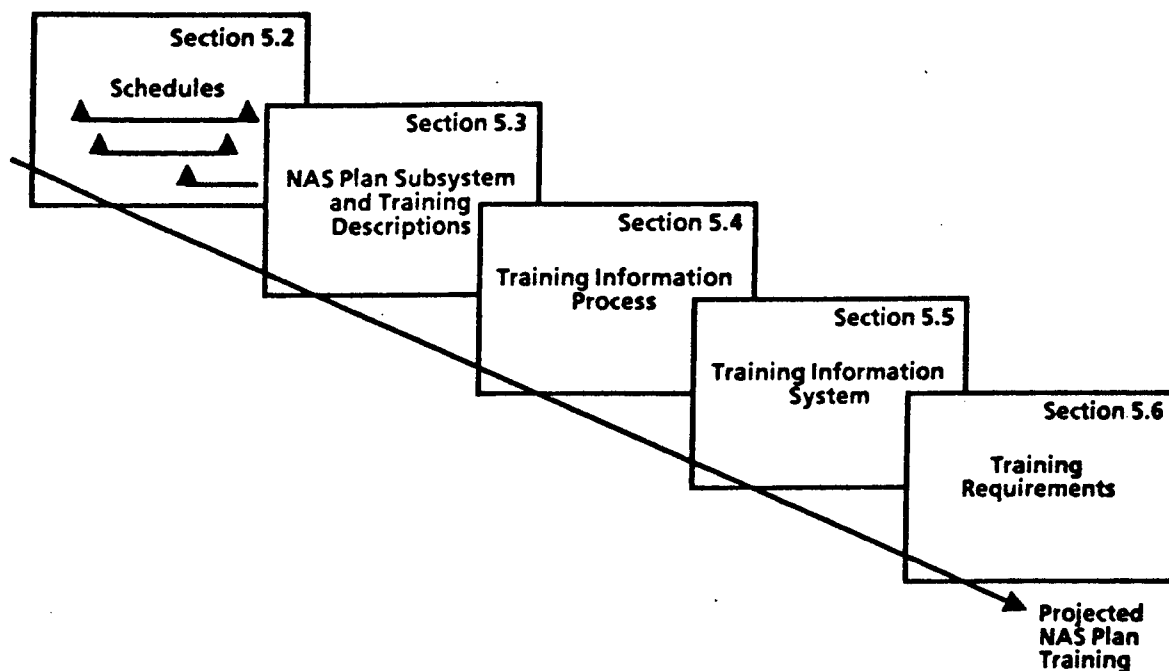 Section 5.2
Schedules
Section 5.3
NAS Plan Subsystem
and Training
Descriptions
Section 5.4
Training Information
Process
Section 5.5
Training Information
System
Section 5.6
Training
Requirements
Projected
NAS Plan
Training